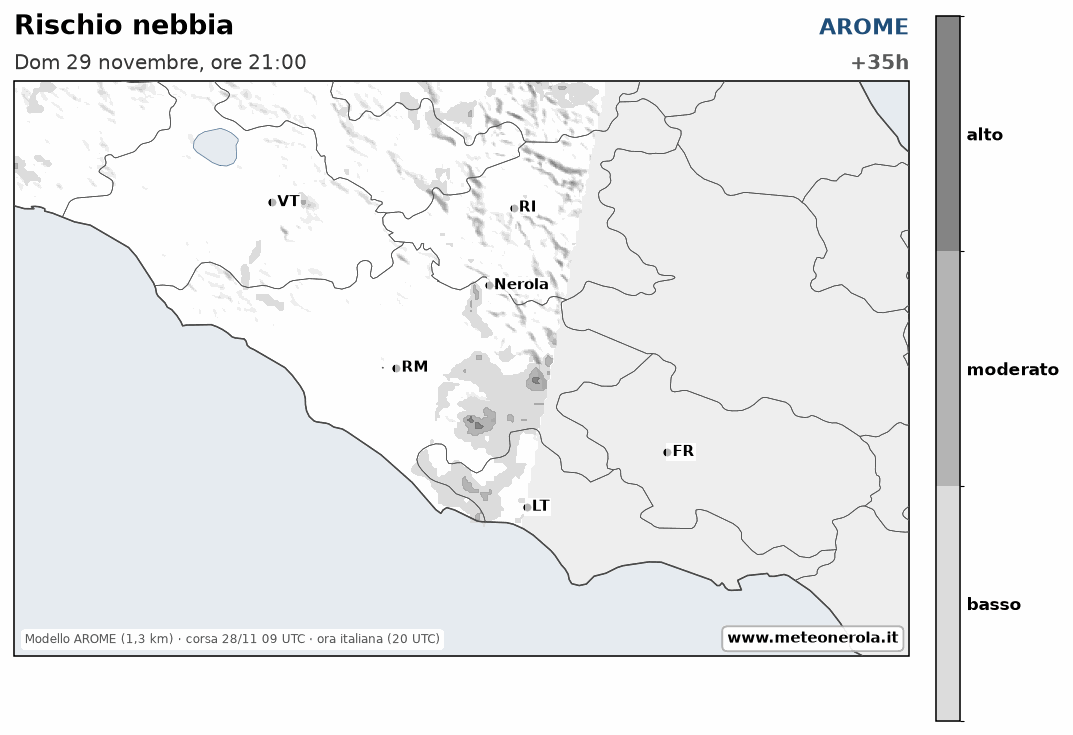 Rischio nebbia
AROME
Dom 29 novembre, ore 21:00
+35h
alto
VT
RI
Nerola
RM
moderato
FR
LT
basso
Modello AROME (1,3 km) · corsa 28/11 09 UTC · ora italiana (20 UTC)
www.meteonerola.it